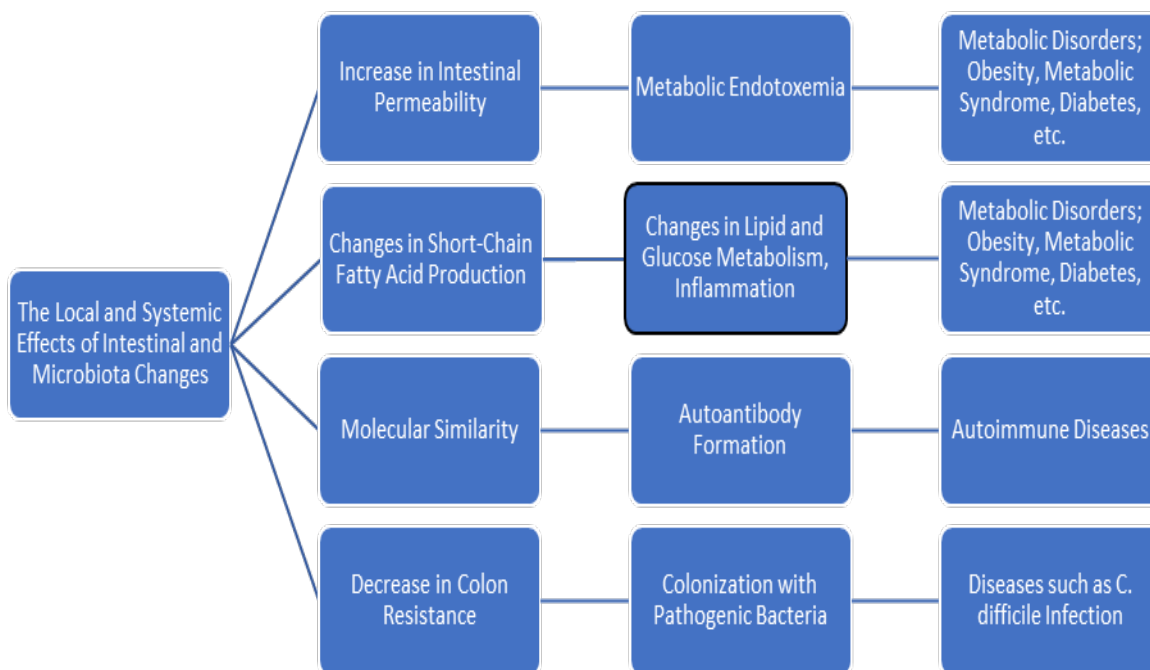 The Local and Systemic
Effects of Intestinal and
Microbiota Changes
Increase in Intestinal
Permeability
Metabolic Endotoxemia
Metabolic Disorders;
Obesity, Metabolic
Syndrome, Diabetes,
etc.
Changes in Short-Chain
Fatty Acid Production
Changes in Lipid and
Glucose Metabolism,
Inflammation
Metabolic Disorders;
Obesity, Metabolic
Syndrome, Diabetes,
etc.
Molecular Similarity
Autoantibody
Formation
Autoimmune Diseases
Decrease in Colon
Resistance
Colonization with
Pathogenic Bacteria
Diseases such as C.
difficile Infection